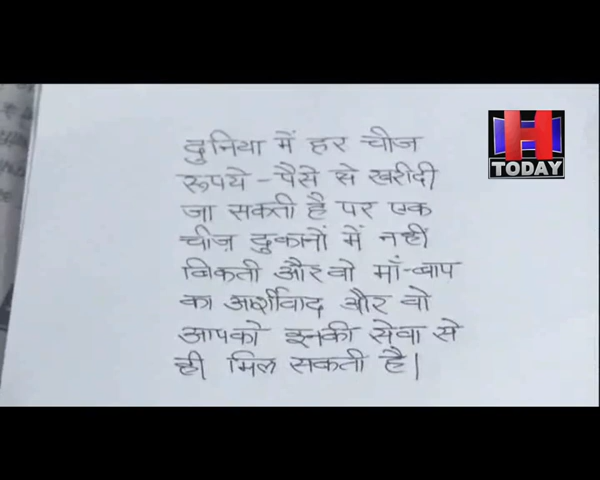 दुनिया में हर चीज
रूपये - पैसे से खरीदी
जा सकती है पर एक
चीज़ दुकानों में नहीं
बिकती और वो माँ-बाप
का आर्शीवाद और वो
आपको इनकी सेवा से
ही मिल सकती है।
H
TODAY